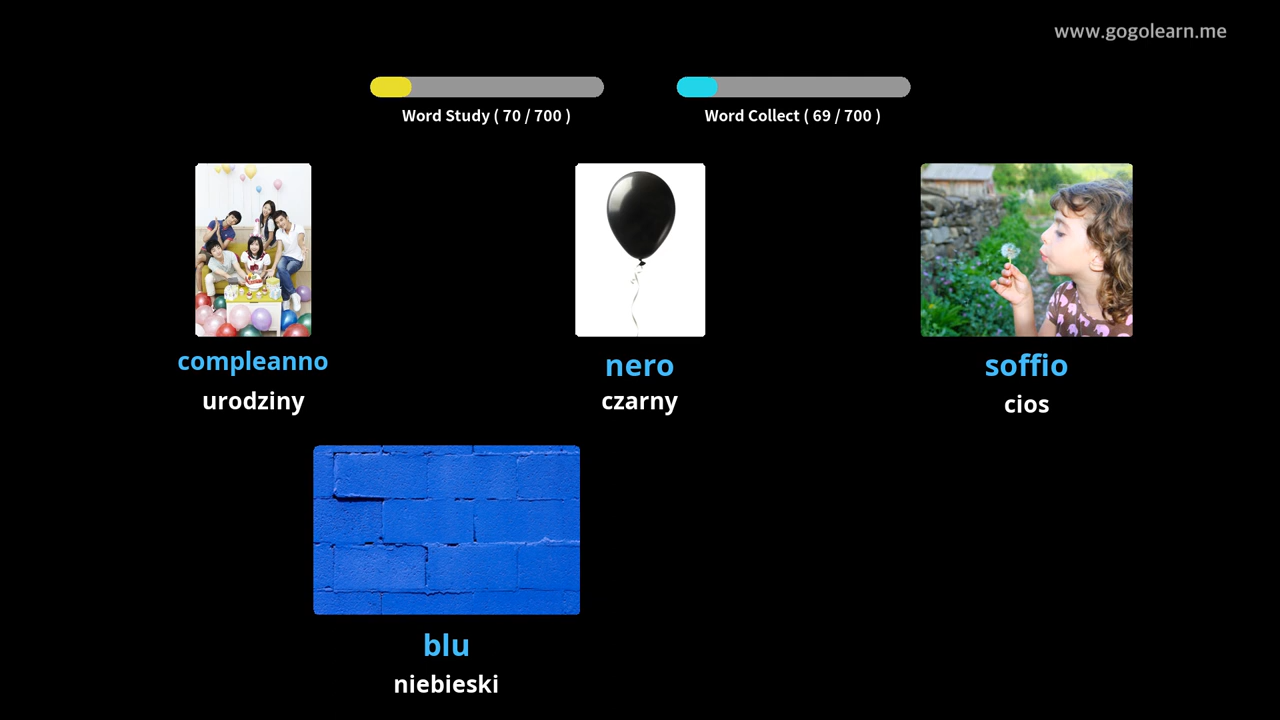 www.gogolearn.me
Word Study ( 70 / 700 )
Word Collect ( 69 / 700 )
compleanno
urodziny
nero
czarny
soffio
cios
blu
niebieski